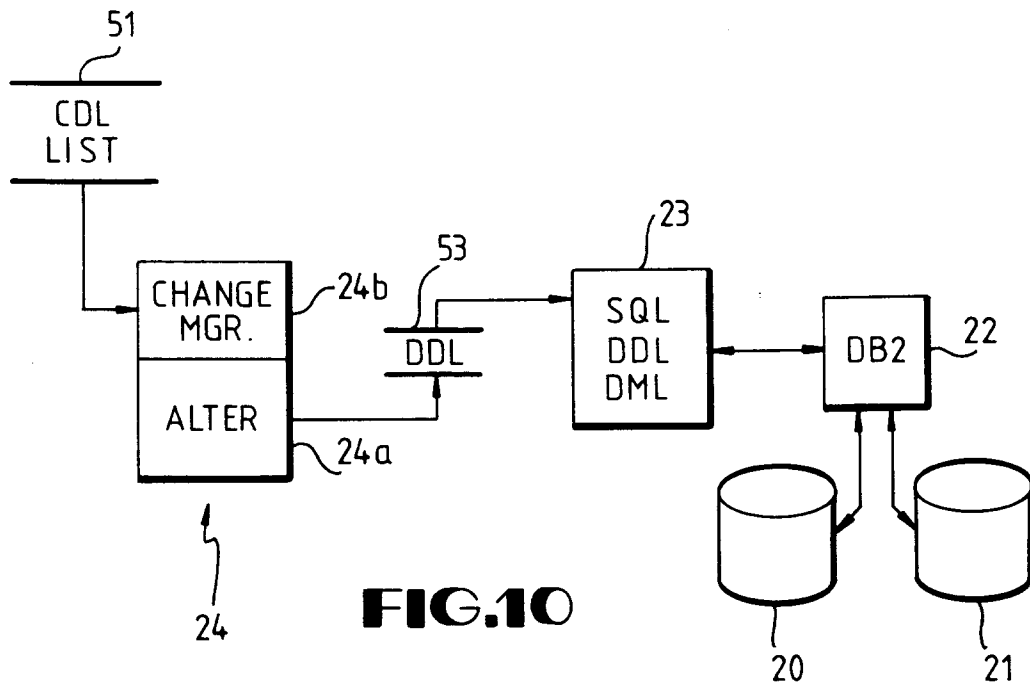 51
CDL
LIST
CHANGE
MGR.
24b
ALTER
24a
24
53
DDL
23
SQL
DDL
DML
DB2
22
20
21
FIG.10